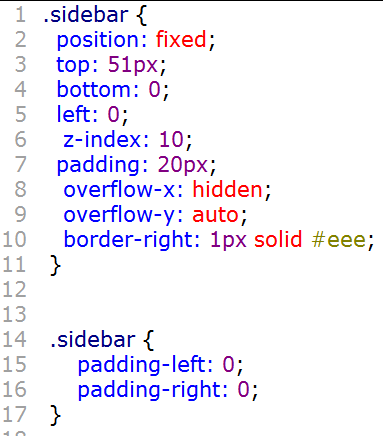 1 .sidebar {
2 position: fixed;
3 top: 51px;
4 bottom: 0;
5 left: 0;
6 z-index: 10;
7 padding: 20px;
8 overflow-x: hidden;
9 overflow-y: auto;
10 border-right: 1px solid #eee;
11 }
12
13
14 .sidebar {
15 padding-left: 0;
16 padding-right: 0;
17 }